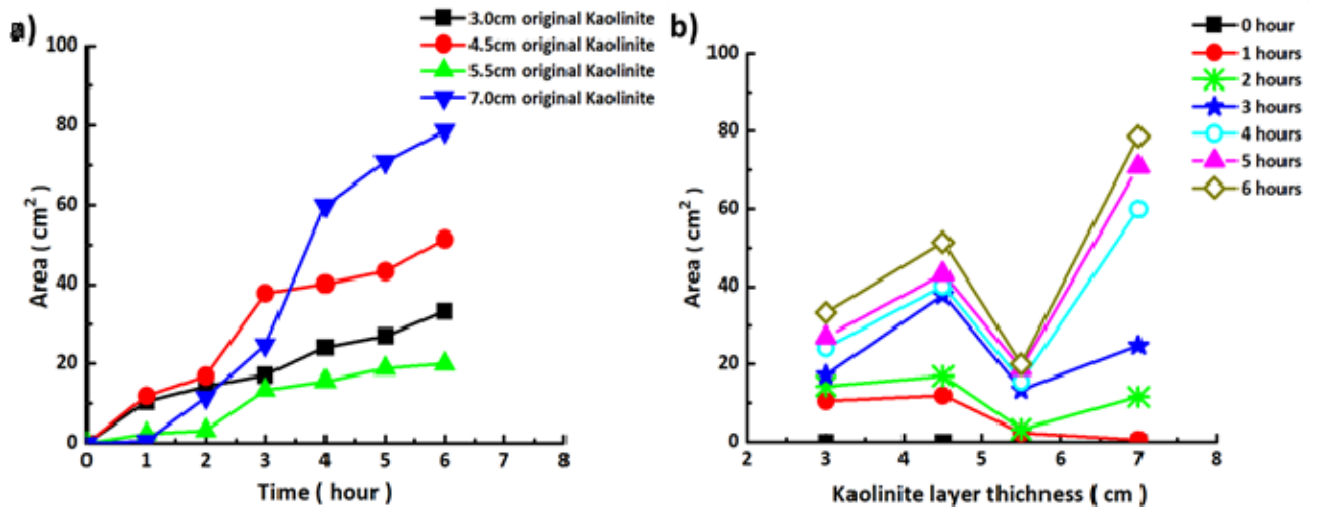 a)
3.0cm original Kaolinite
4.5cm original Kaolinite
5.5cm original Kaolinite
7.0cm original Kaolinite
100
80
60
40
20
0
Area ( cm²)
0 1 2 3 4 5 6 7 8
Time ( hour )
b)
0 hour
1 hours
2 hours
3 hours
4 hours
5 hours
6 hours
100
80
60
40
20
0
Area ( cm²)
2 3 4 5 6 7 8
Kaolinite layer thichness ( cm )